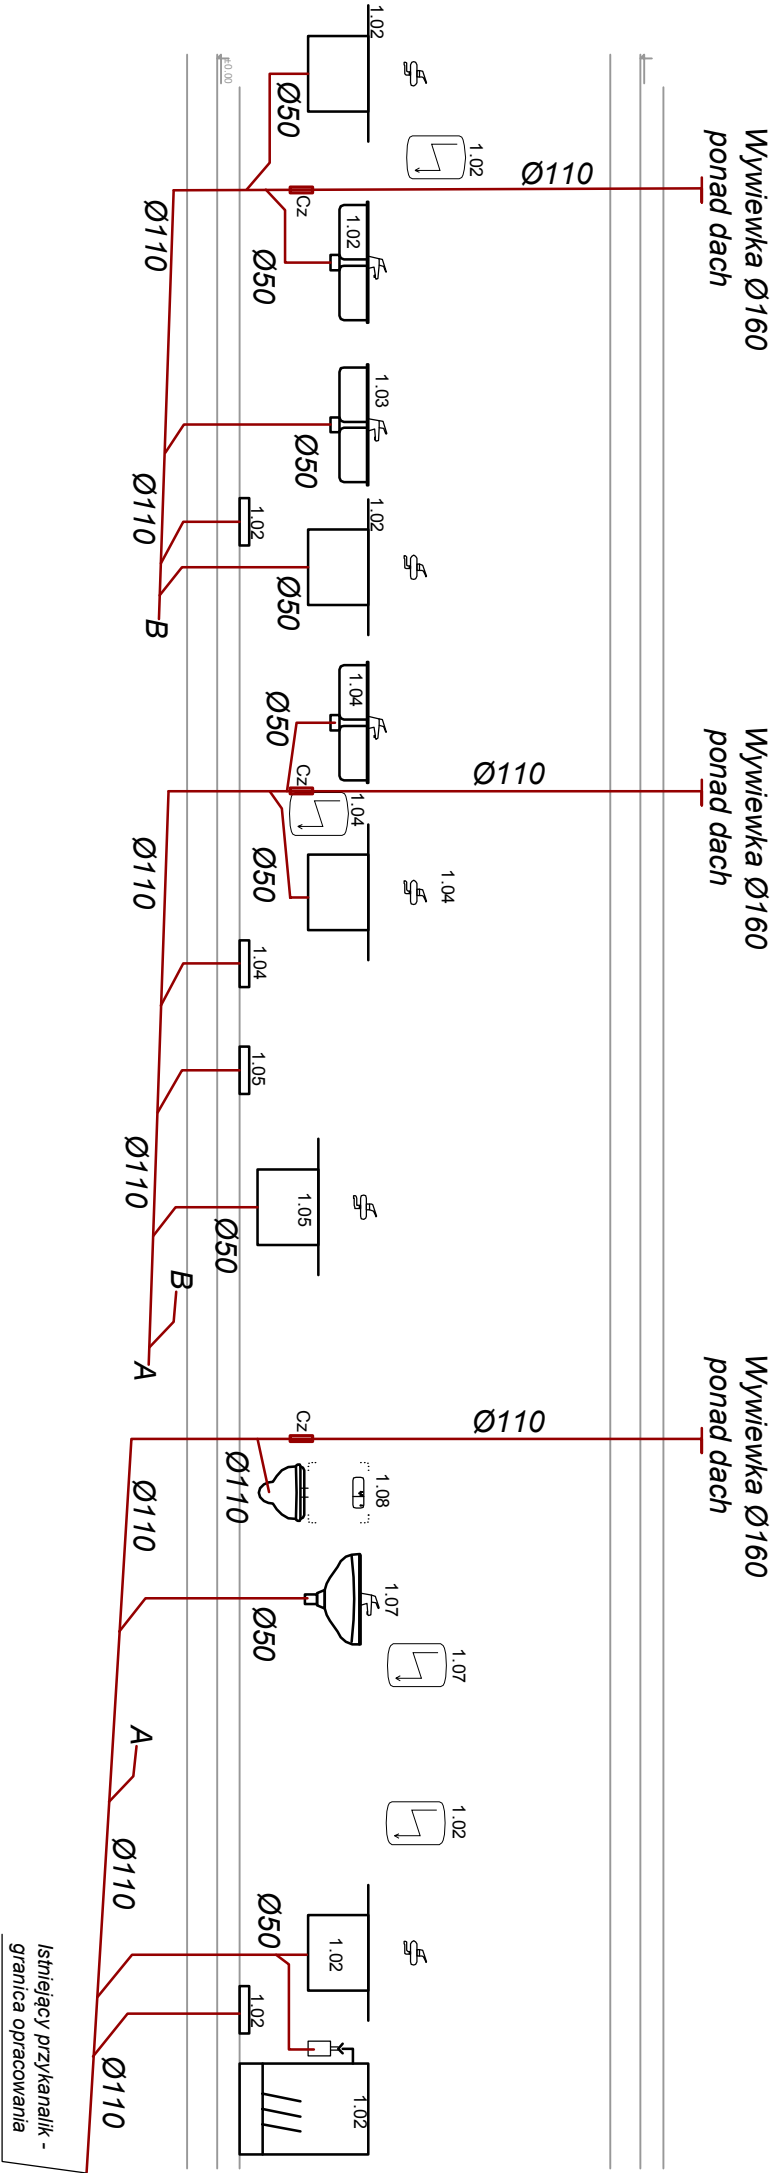 Wywiewka Ø160
ponad dach
Wywiewka Ø160
ponad dach
Wywiewka Ø160
ponad dach
Ø110
Ø110
Ø110
1.02
1.02
Cz
Ø50
1.02
Ø50
1.03
Ø50
1.02
1.02
Ø50
±0.00
Ø110
Ø110
B
1.04
Ø50
Cz
1.04
1.04
Ø50
1.04
1.05
1.05
Ø50
Ø110
Ø110
B
A
Cz
1.08
Ø110
1.07
1.07
Ø50
1.02
1.02
Ø50
1.02
1.02
Ø110
A
Ø110
Ø110
Istniejący przykanalik -
granica opracowania